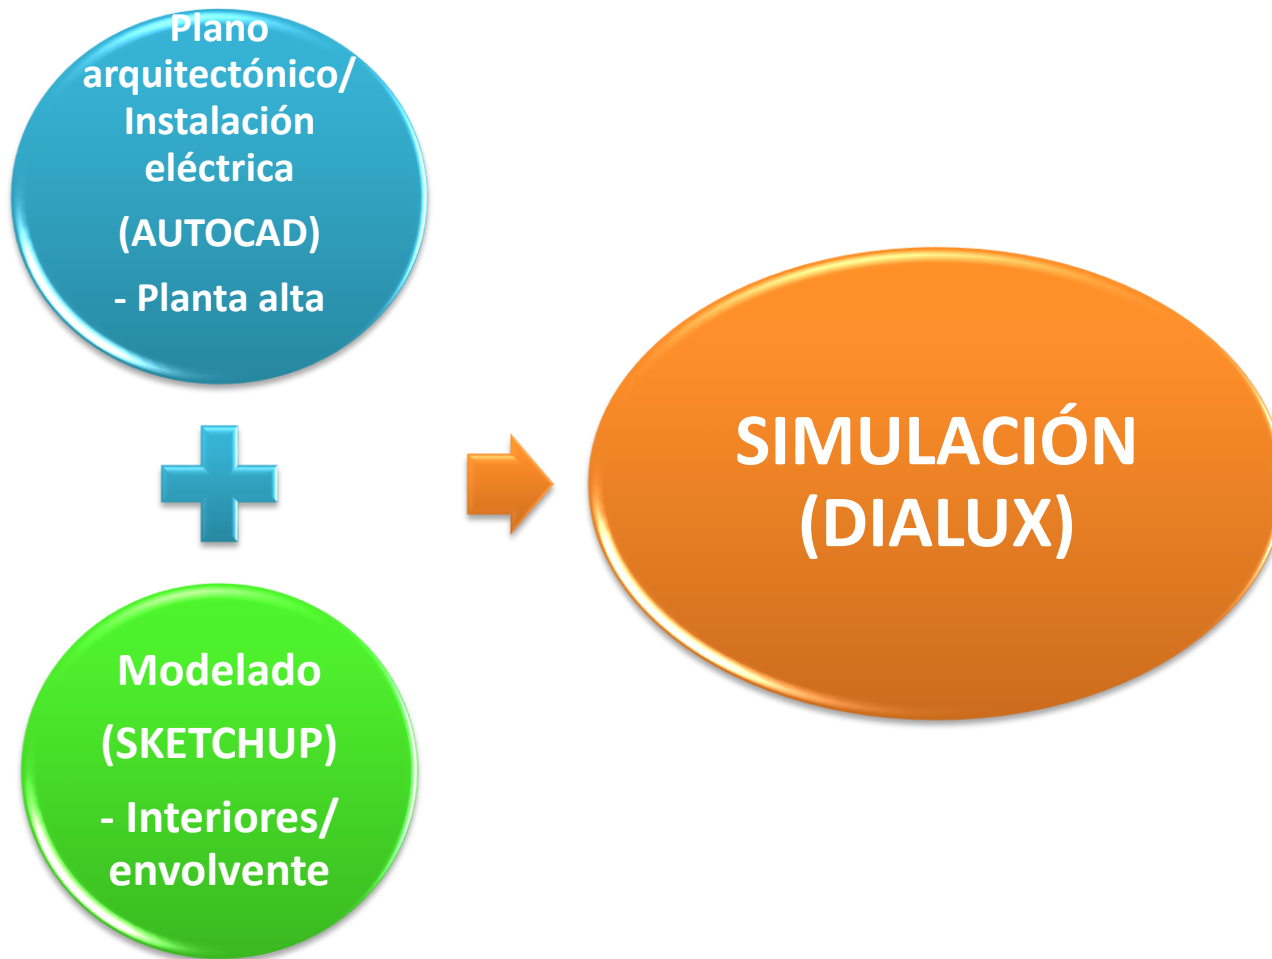 Plano
arquitectónico/
Instalación
eléctrica
(AUTOCAD)
- Planta alta
Modelado
(SKETCHUP)
- Interiores/
envolvente
SIMULACIÓN
(DIALUX)